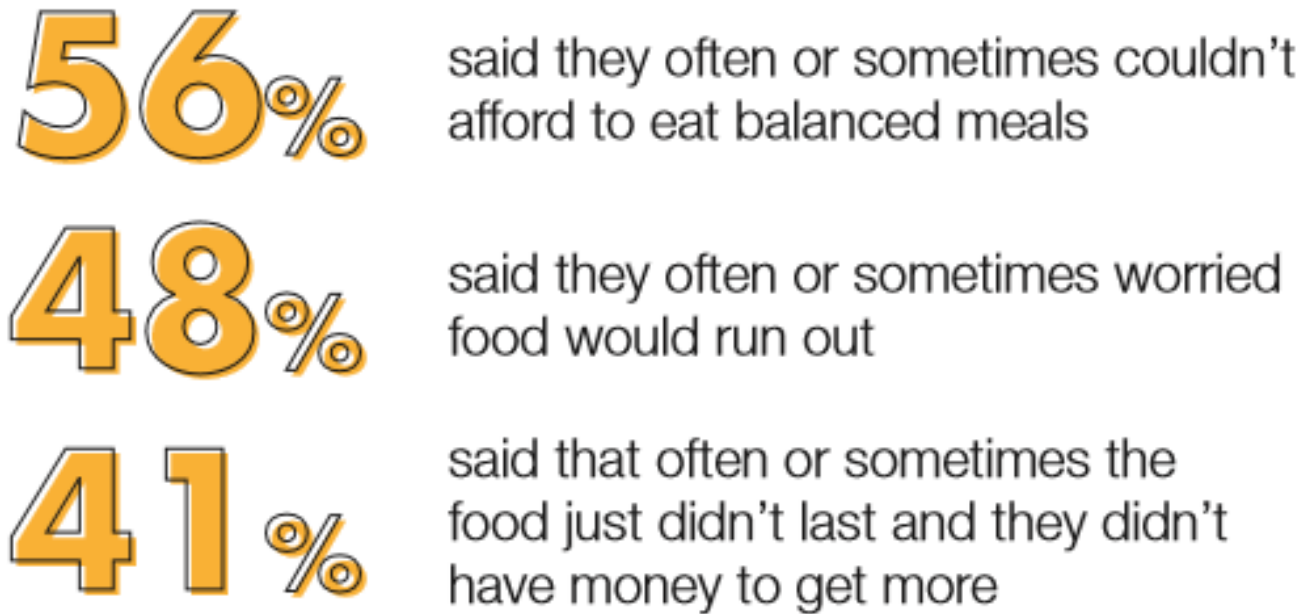 56%
said they often or sometimes couldn't
afford to eat balanced meals
48%
said they often or sometimes worried
food would run out
41%
said that often or sometimes the
food just didn't last and they didn't
have money to get more